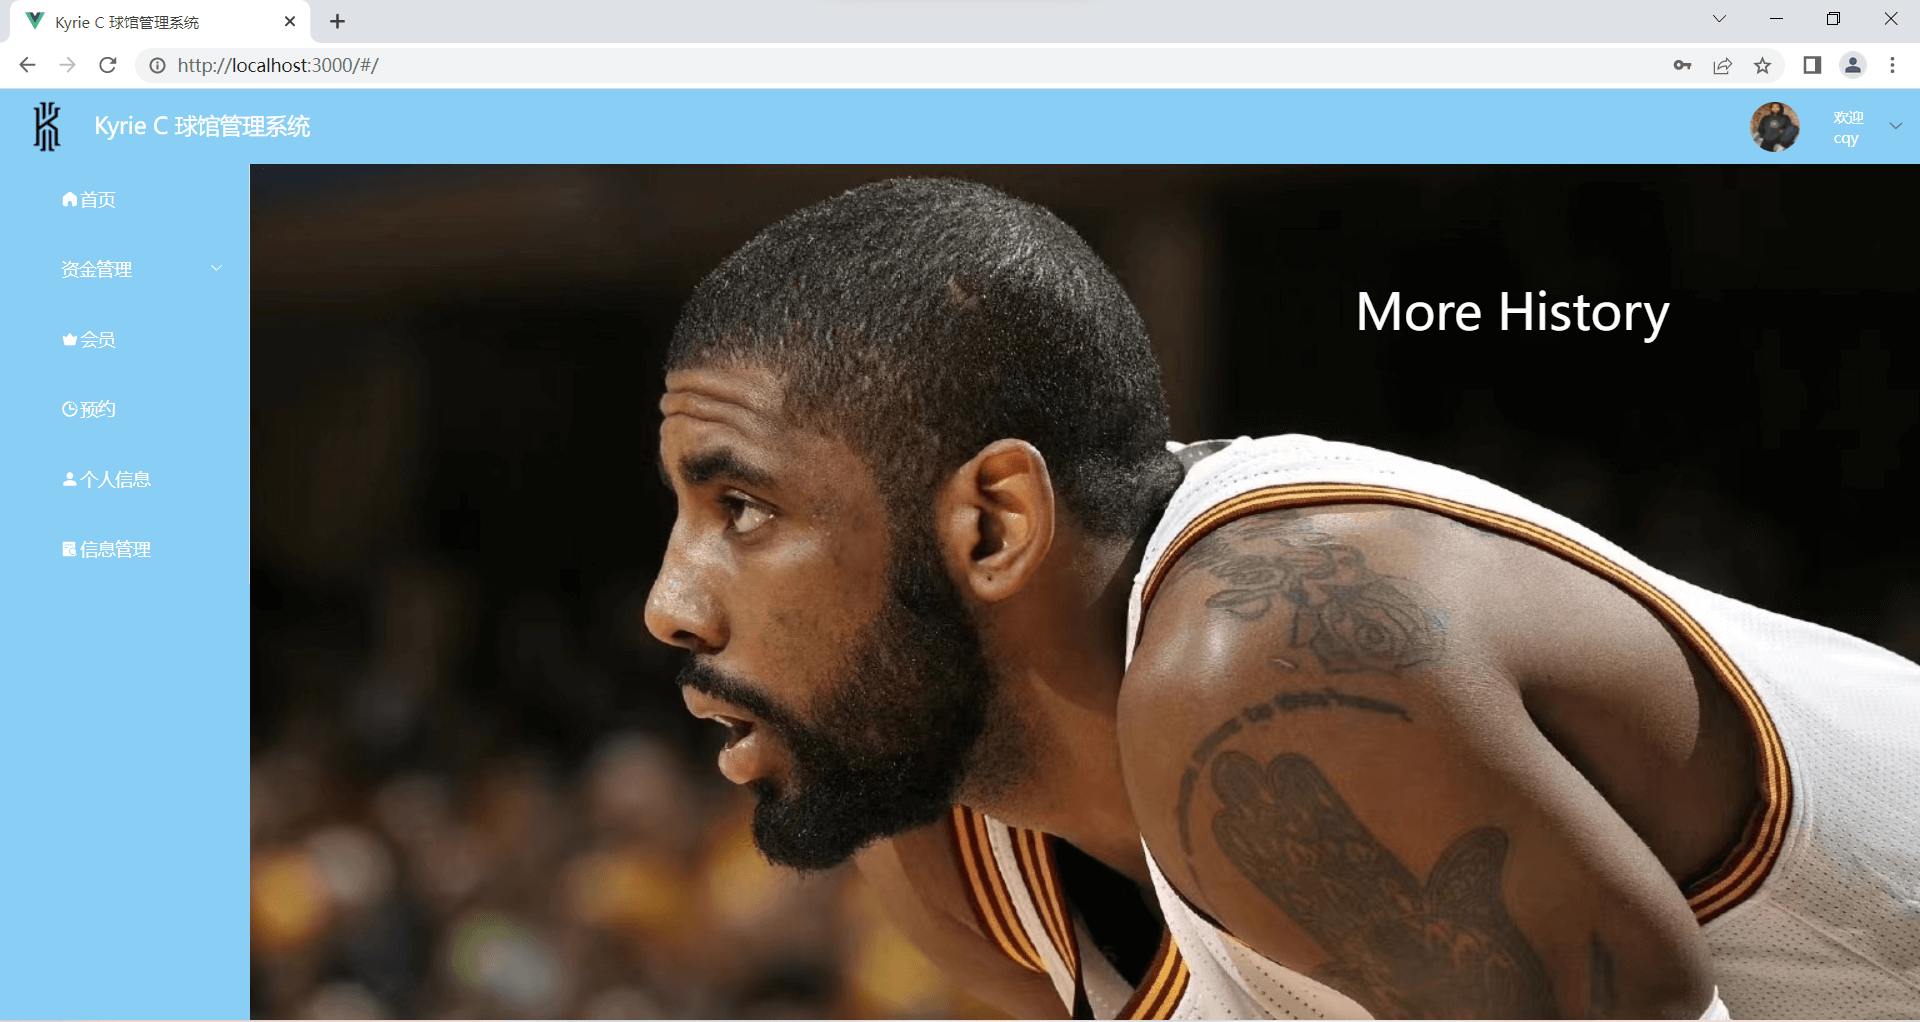 Kyrie C 球馆管理系统
http://localhost:3000/#/
Kyrie C 球馆管理系统
欢迎
cqy
首页
资金管理
会员
预约
个人信息
信息管理
More History